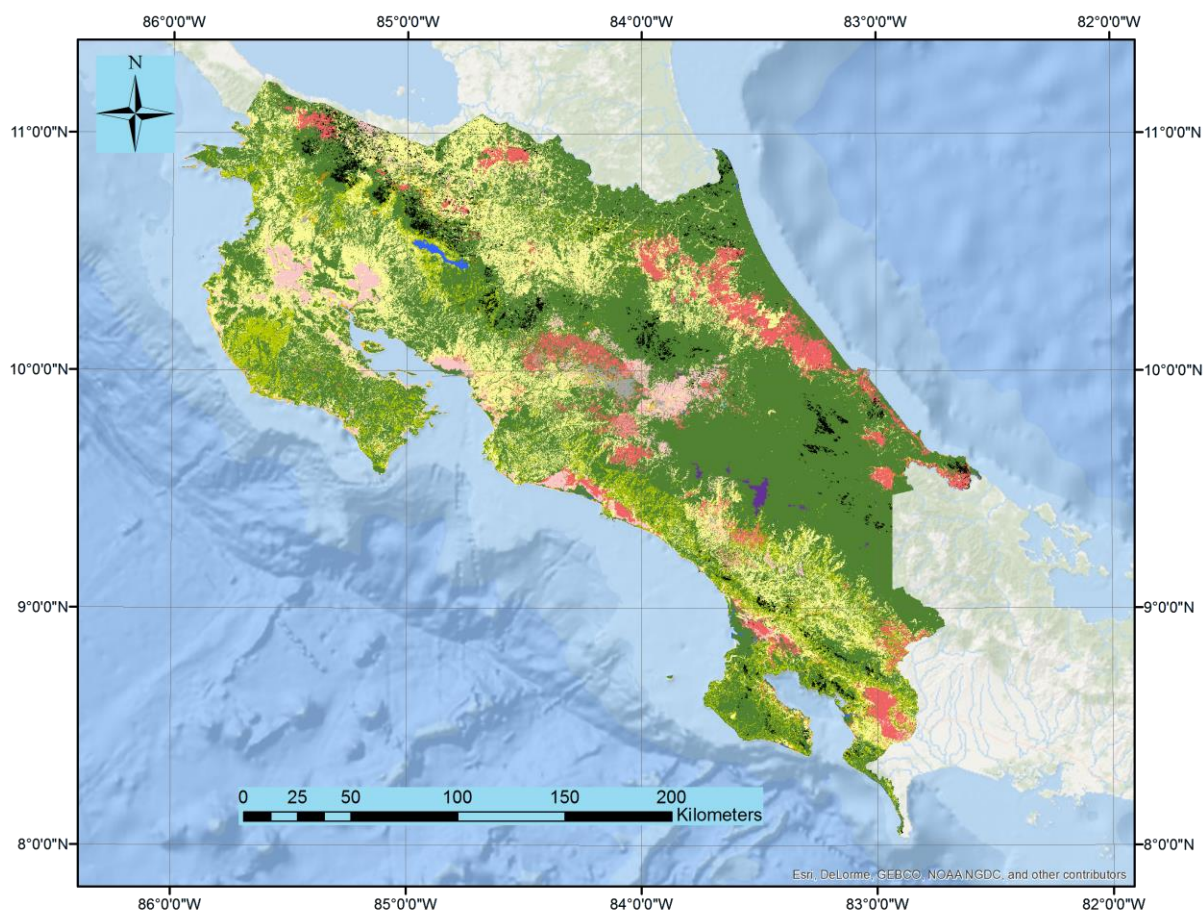 86°0'0"W 85°0'0"W 84°0'0"W 83°0'0"W 82°0'0"W
N
11°0'0"N 11°0'0"N
10°0'0"N 10°0'0"N
9°0'0"N 9°0'0"N
0 25 50 100 150 200
Kilometers
8°0'0"N 8°0'0"N
Esri, DeLorme, GEBCO, NOAA NGDC, and other contributors
86°0'0"W 85°0'0"W 84°0'0"W 83°0'0"W 82°0'0"W